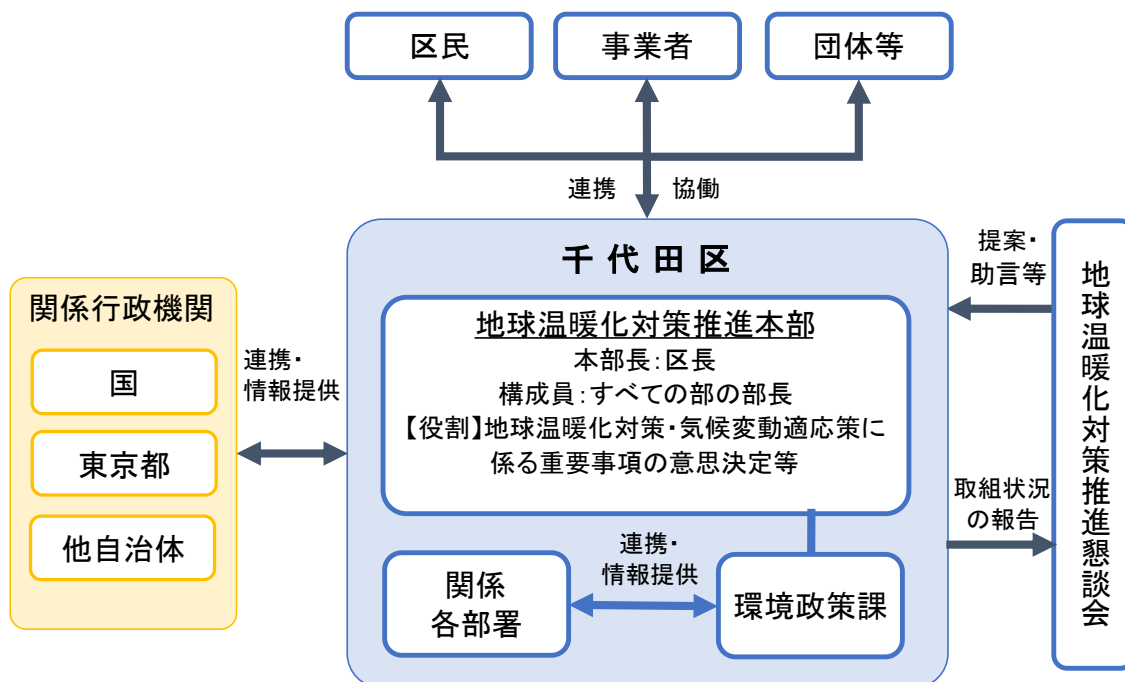 区民
事業者
団体等
連携
協働
千代田区
地球温暖化対策推進本部
本部長：区長
構成員：すべての部の部長
【役割】地球温暖化対策・気候変動適応策に
係る重要事項の意思決定等
連携・
情報提供
関係
各部署
環境政策課
関係行政機関
国
東京都
他自治体
連携・
情報提供
提案・
助言等
取組状況
の報告
地球温暖化対策推進懇談会